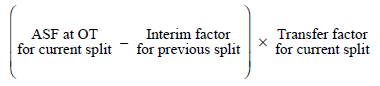 ( ASF at OT for current split − Interim factor for previous split ) × Transfer factor for current split